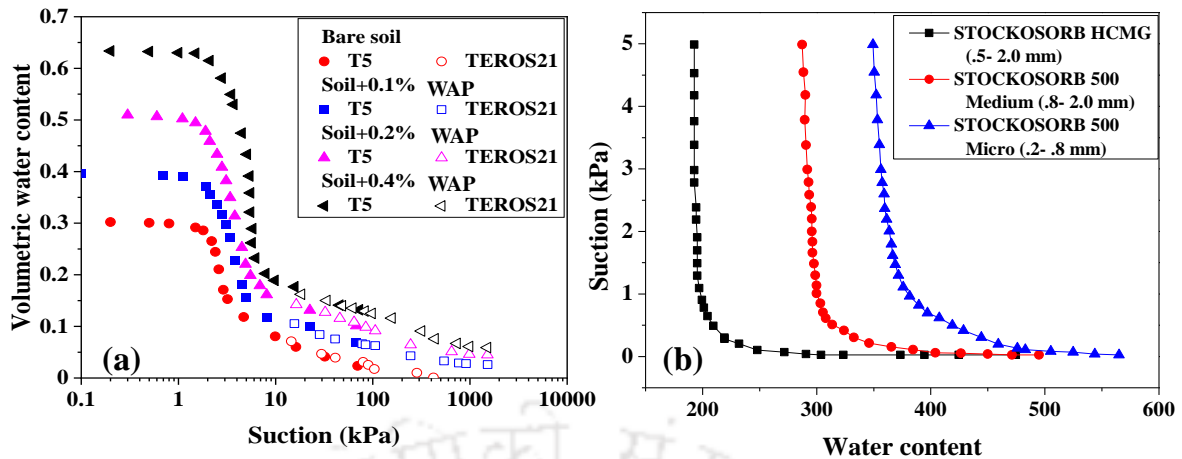 Volumetric water content
0.7
0.6
0.5
0.4
0.3
0.2
0.1
0
0.1
1
10
100
1000
10000
Suction (kPa)
(a)
Bare soil
T5 TEROS21
Soil+0.1% WAP
T5 TEROS21
Soil+0.2% WAP
T5 TEROS21
Soil+0.4% WAP
T5 TEROS21
Suction (kPa)
5
4
3
2
1
0
200
300
400
500
600
Water content
(b)
STOCKOSORB HCMG
(.5- 2.0 mm)
STOCKOSORB 500
Medium (.8- 2.0 mm)
STOCKOSORB 500
Micro (.2- .8 mm)